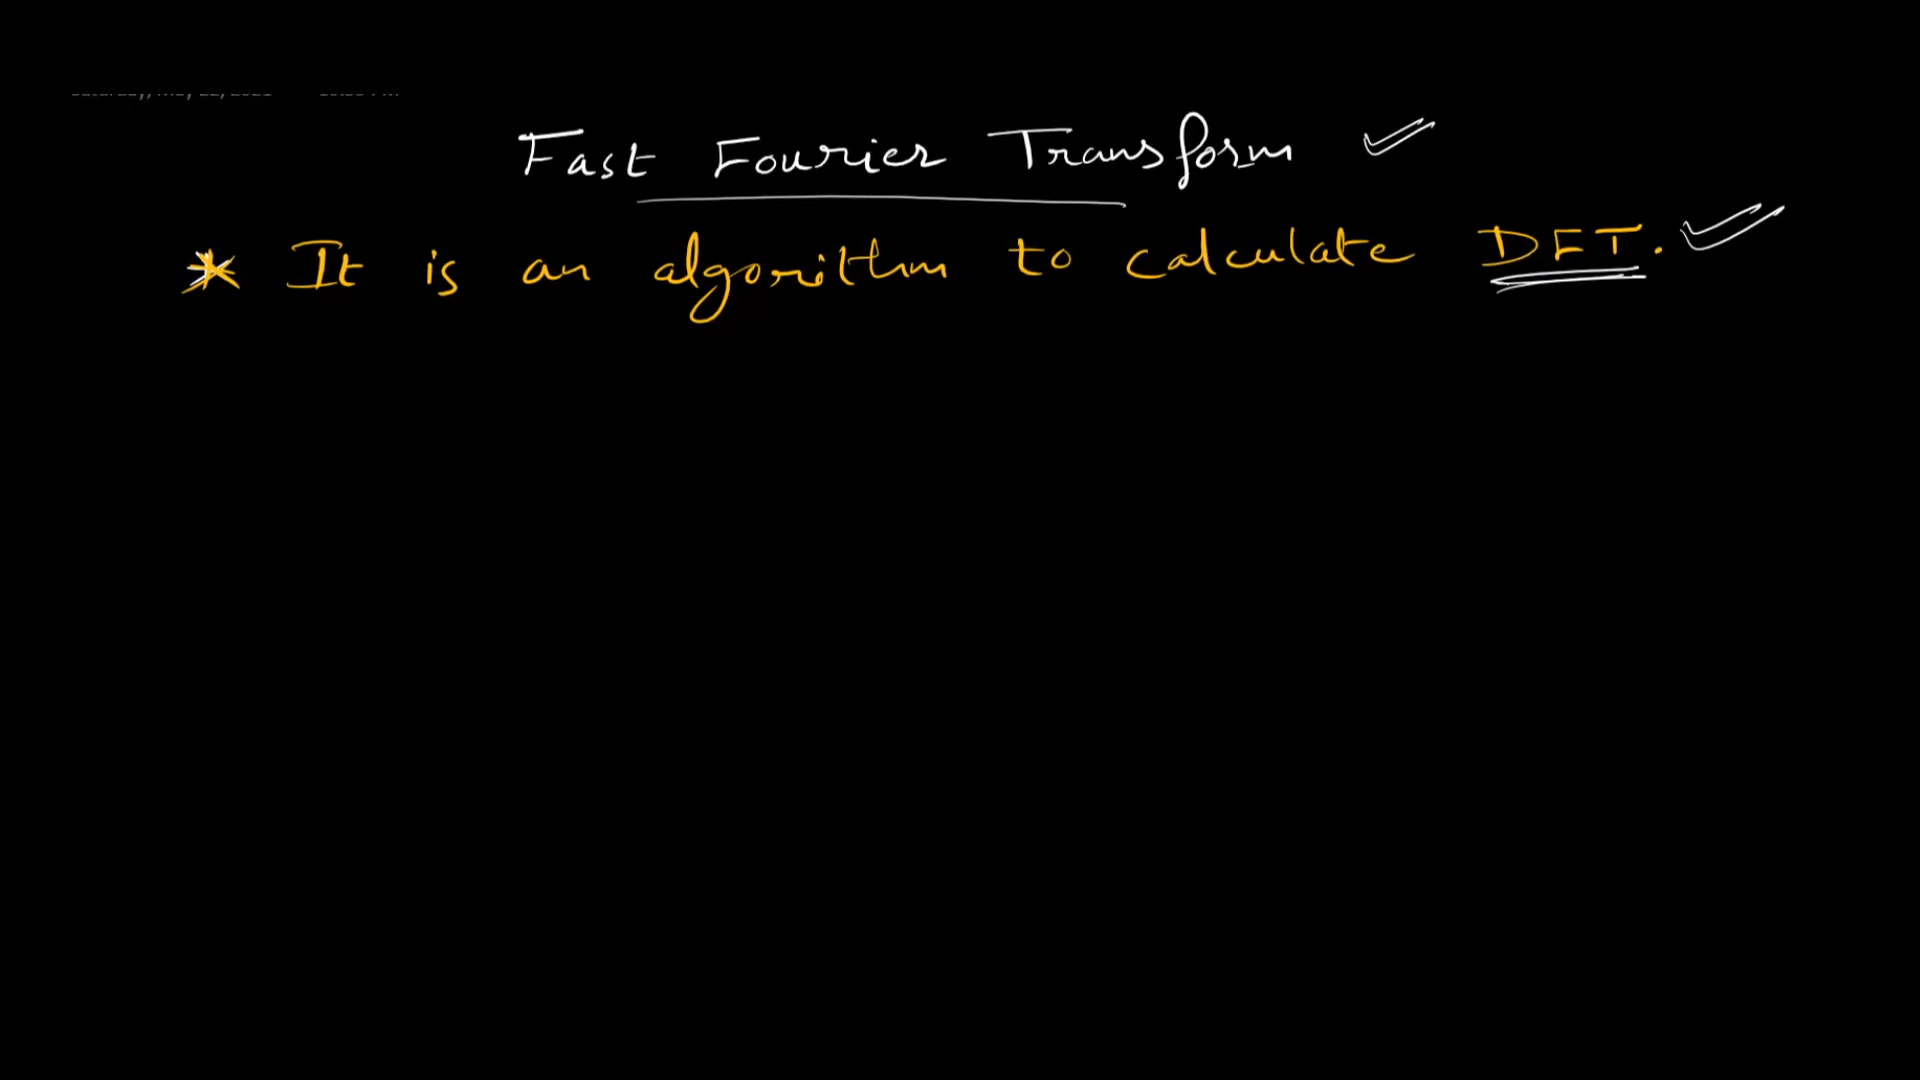 Fast Fourier Transform
* It is an algorithm to calculate DFT.